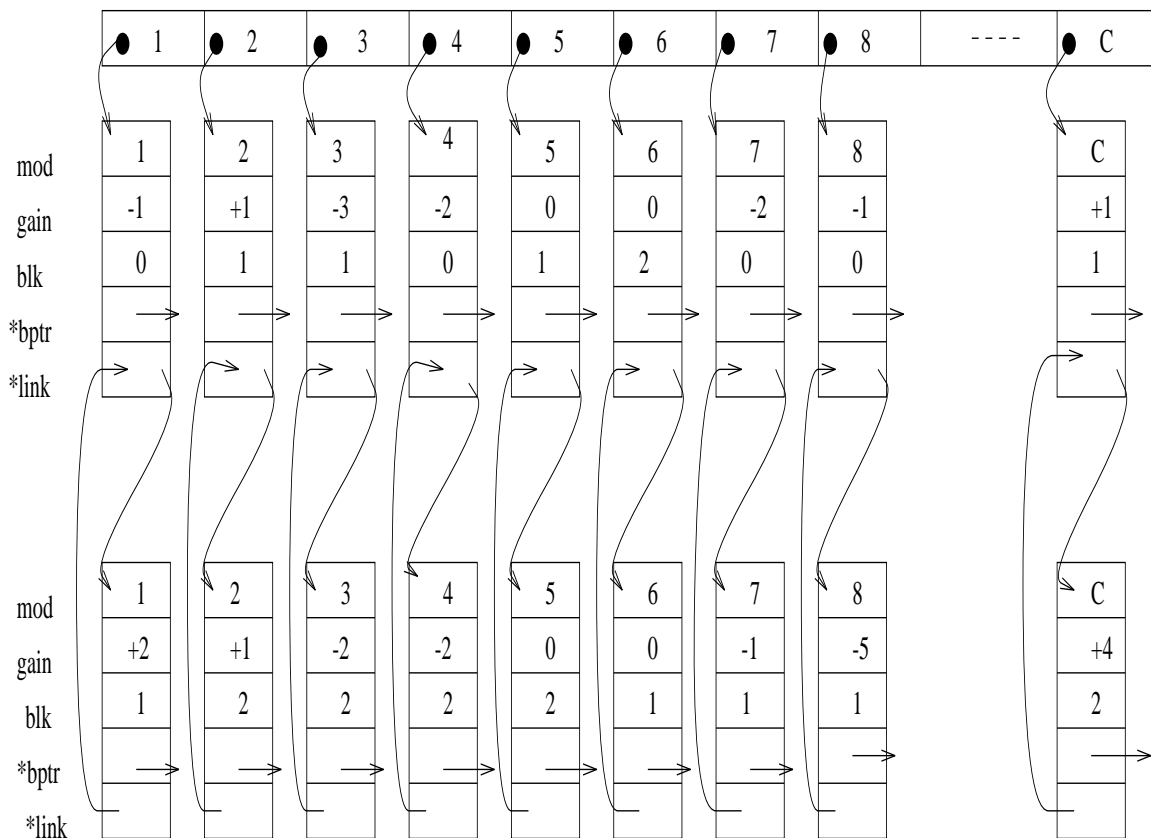 1 2 3 4 5 6 7 8 ---- C
mod 1 2 3 4 5 6 7 8 C
gain -1 +1 -3 -2 0 0 -2 -1 +1
blk 0 1 1 0 1 2 0 0 1
*bptr
*link
mod 1 2 3 4 5 6 7 8 C
gain +2 +1 -2 -2 0 0 -1 -5 +4
blk 1 2 2 2 2 1 1 1 2
*bptr
*link